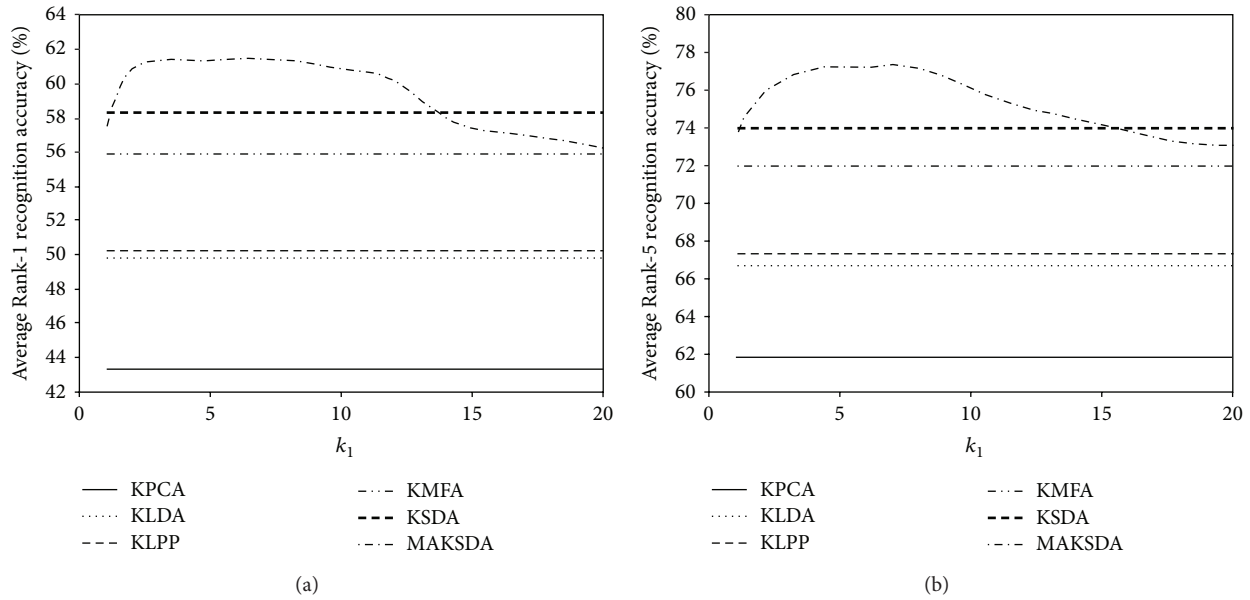 Average Rank-1 recognition accuracy (%)
64
62
60
58
56
54
52
50
48
46
44
42
0
5
10
15
20
k1
KPCA
KLDA
KLPP
KMFA
KSDA
MAKSDA
(a)
Average Rank-5 recognition accuracy (%)
80
78
76
74
72
70
68
66
64
62
60
0
5
10
15
20
k1
KPCA
KLDA
KLPP
KMFA
KSDA
MAKSDA
(b)